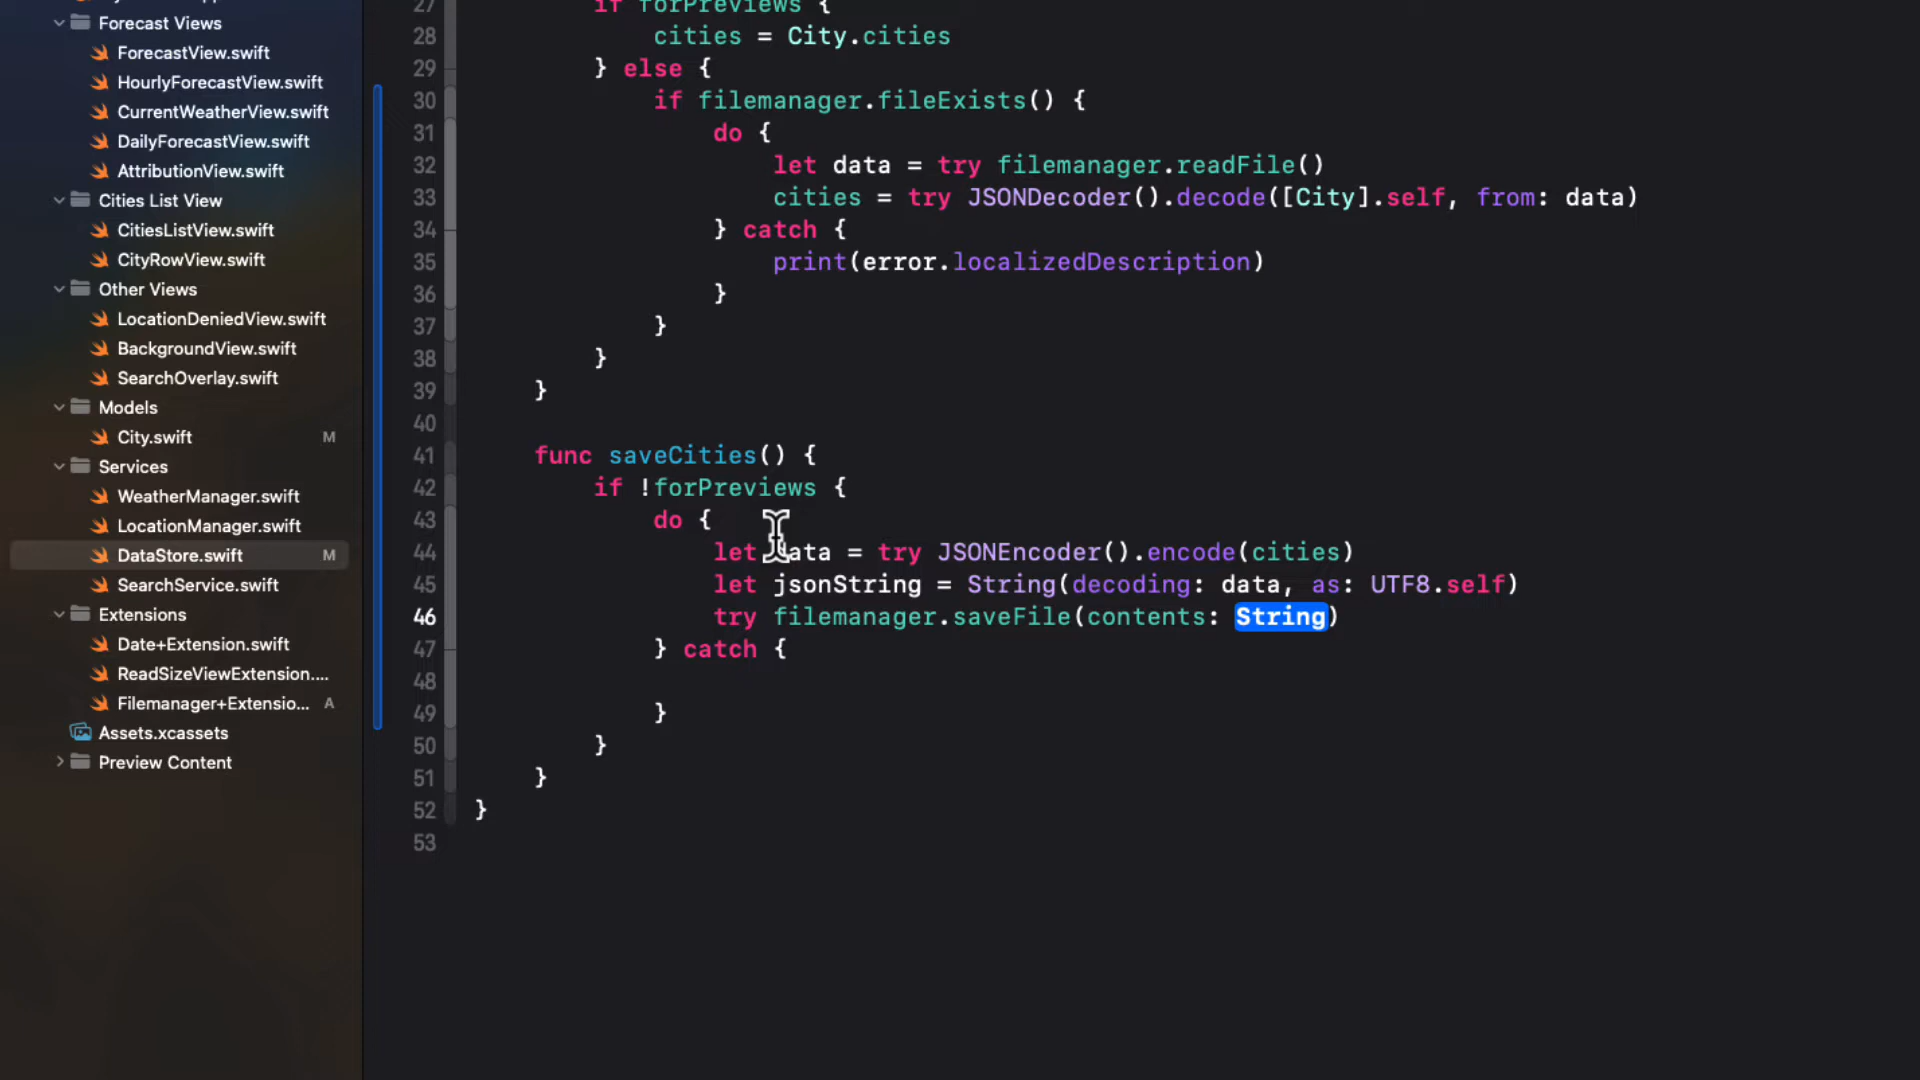 Forecast Views
ForecastView.swift
HourlyForecastView.swift
CurrentWeatherView.swift
DailyForecastView.swift
AttributionView.swift
Cities List View
CitiesListView.swift
CityRowView.swift
Other Views
LocationDeniedView.swift
BackgroundView.swift
SearchOverlay.swift
Models
City.swift M
Services
WeatherManager.swift
LocationManager.swift
DataStore.swift M
SearchService.swift
Extensions
Date+Extension.swift
ReadSizeViewExtension....
Filemanager+Extensio... A
Assets.xcassets
Preview Content
27 if forPreviews {
28 cities = City.cities
29 } else {
30 if filemanager.fileExists() {
31 do {
32 let data = try filemanager.readFile()
33 cities = try JSONDecoder().decode([City].self, from: data)
34 } catch {
35 print(error.localizedDescription)
36 }
37 }
38 }
39 }
40
41 func saveCities() {
42 if !forPreviews {
43 do {
44 let data = try JSONEncoder().encode(cities)
45 let jsonString = String(decoding: data, as: UTF8.self)
46 try filemanager.saveFile(contents: String)
47 } catch {
48
49 }
50 }
51 }
52 }
53